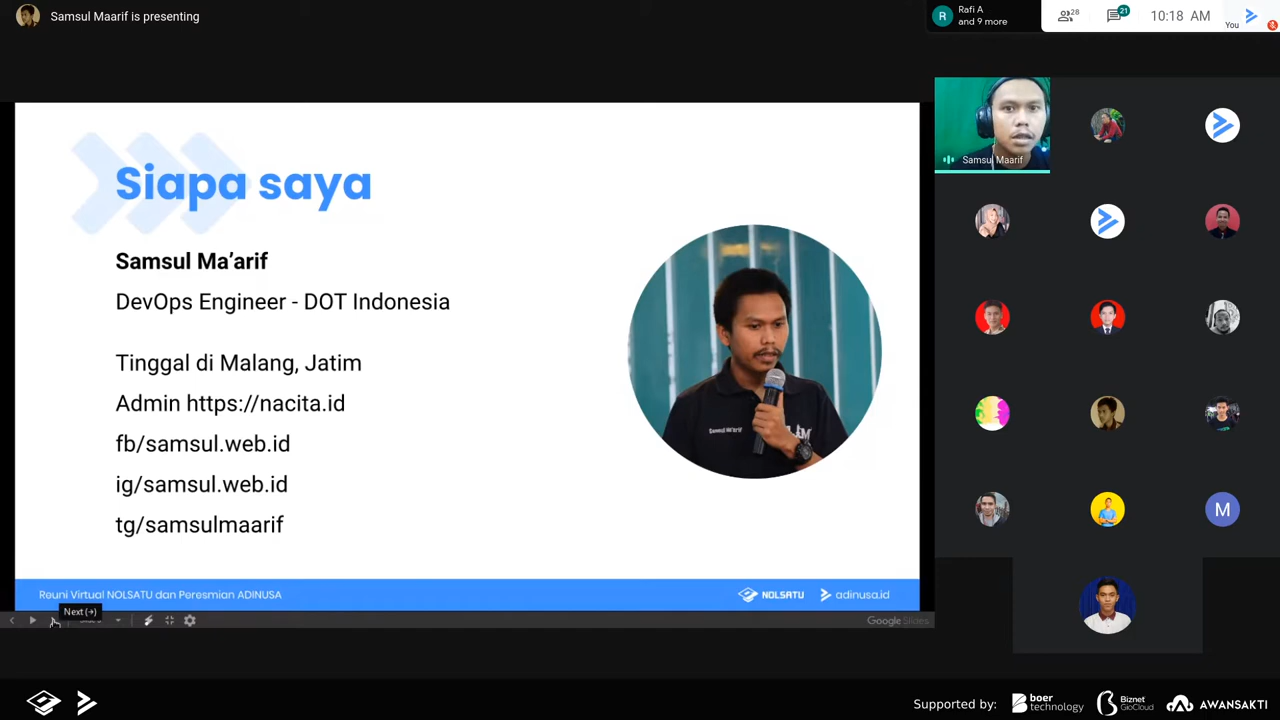 Samsul Maarif is presenting
Rafi A
and 9 more
28
21
10:18 AM
You
Siapa saya
Samsul Ma’arif
DevOps Engineer - DOT Indonesia
Tinggal di Malang, Jatim
Admin https://nacita.id
fb/samsul.web.id
ig/samsul.web.id
tg/samsulmaarif
Samsul Ma'arif
Samsul Maarif
M
Reuni Virtual NOLSATU dan Peresmian ADINUSA
NOLSATU
adinusa.id
Next (→)
Google Slides
Supported by:
boer
technology
Biznet
GioCloud
AWANSAKTI